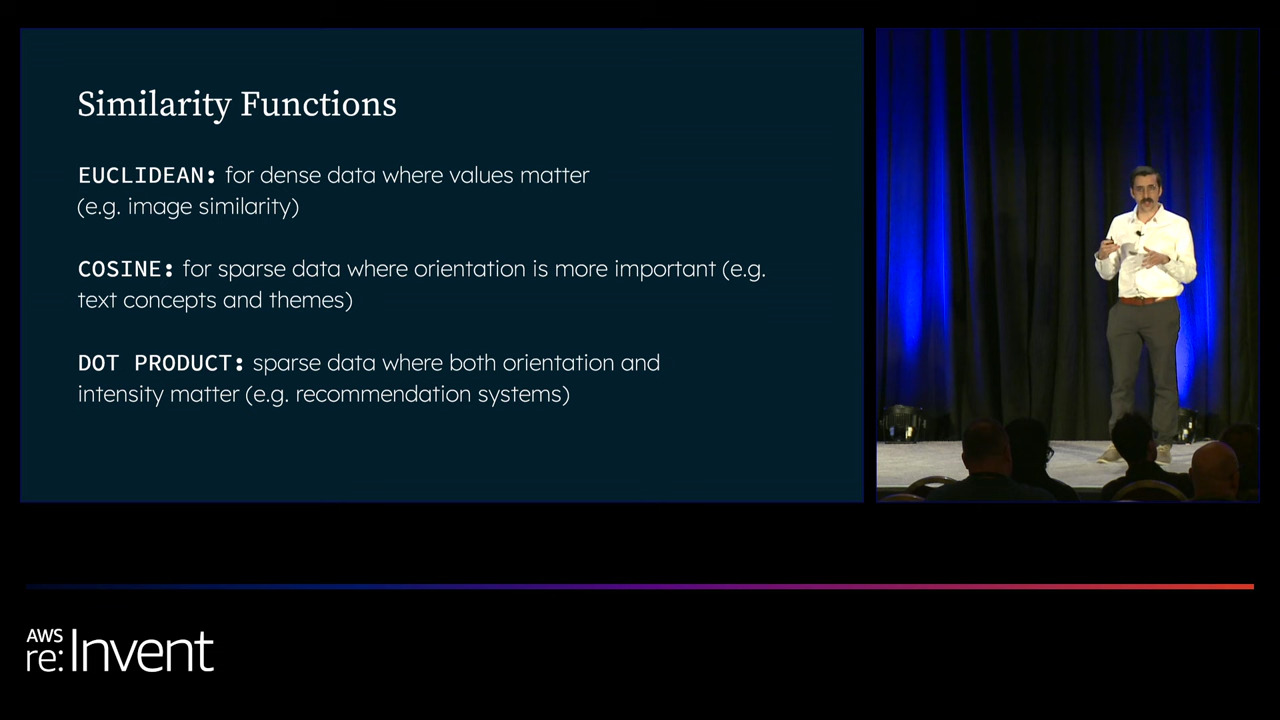 Similarity Functions
EUCLIDEAN: for dense data where values matter
(e.g. image similarity)
COSINE: for sparse data where orientation is more important (e.g.
text concepts and themes)
DOT PRODUCT: sparse data where both orientation and
intensity matter (e.g. recommendation systems)
AWS
re:Invent